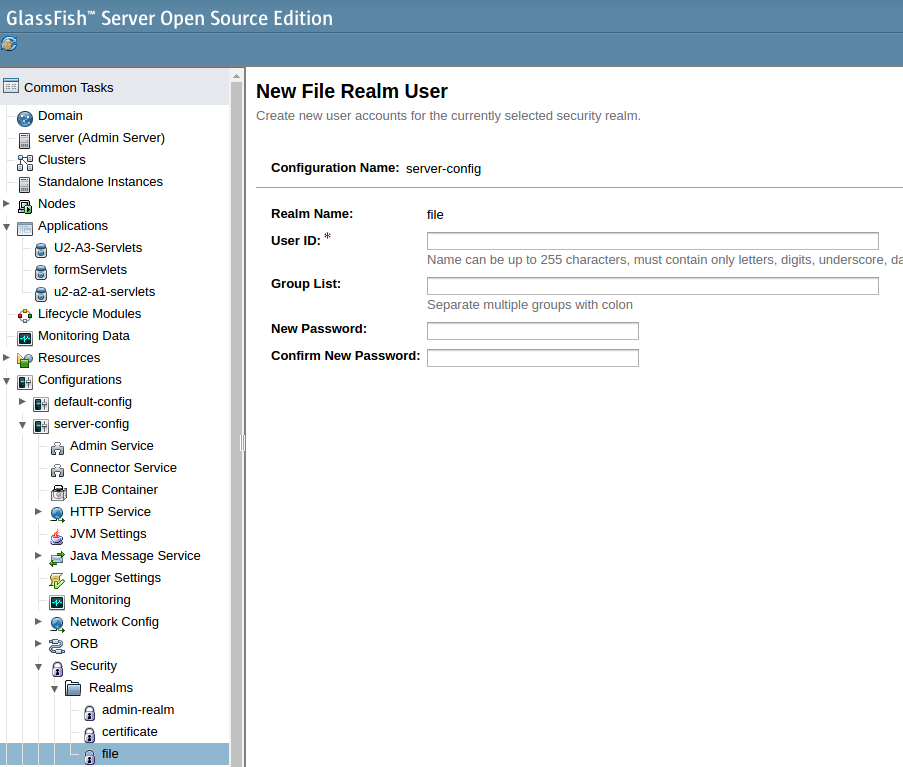 GlassFish™ Server Open Source Edition
Common Tasks
Domain
server (Admin Server)
Clusters
Standalone Instances
Nodes
Applications
U2-A3-Servlets
formServlets
u2-a2-a1-servlets
Lifecycle Modules
Monitoring Data
Resources
Configurations
default-config
server-config
Admin Service
Connector Service
EJB Container
HTTP Service
JVM Settings
Java Message Service
Logger Settings
Monitoring
Network Config
ORB
Security
Realms
admin-realm
certificate
file
New File Realm User
Create new user accounts for the currently selected security realm.
Configuration Name: server-config
Realm Name: file
User ID: *
Name can be up to 255 characters, must contain only letters, digits, underscore, da
Group List:
Separate multiple groups with colon
New Password:
Confirm New Password: